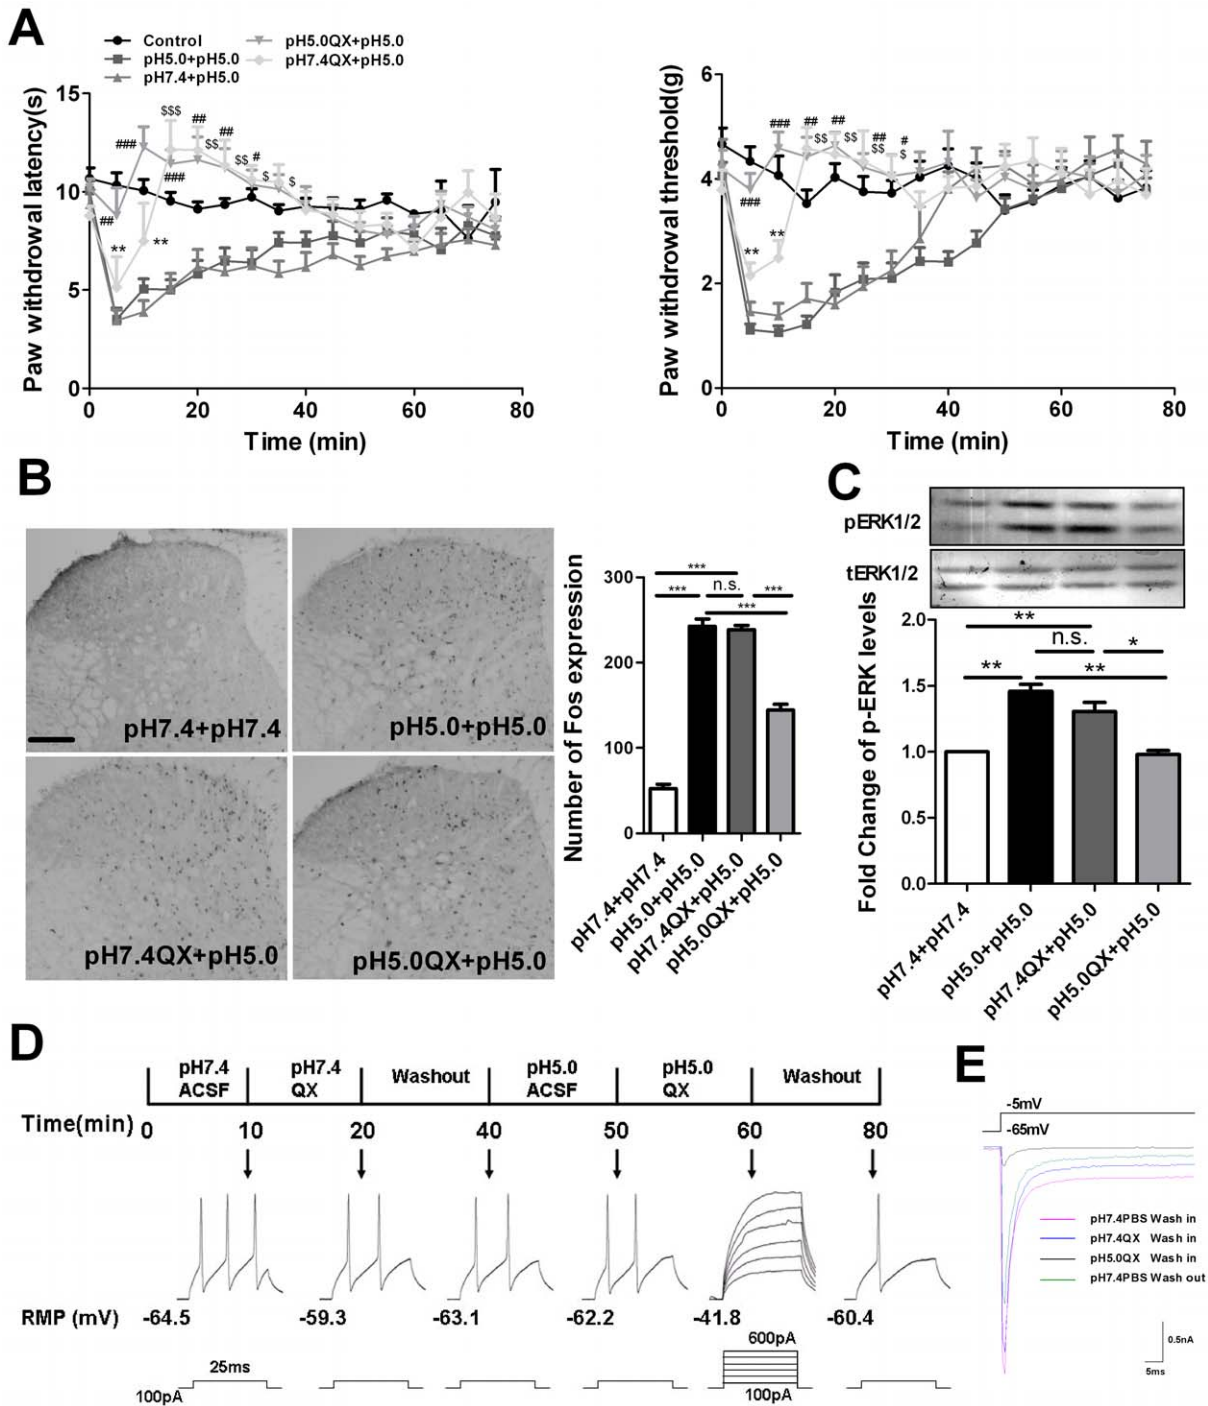 A
Control
pH5.0+pH5.0
pH7.4+pH5.0
pH5.0QX+pH5.0
pH7.4QX+pH5.0
Paw withdrawal latency(s)
15
10
5
0
0 20 40 60 80
Time (min)
## ### $$$ ### ## $$ ## $$ # $ $
** **
Paw withdrawal threshold(g)
6
4
2
0
0 20 40 60 80
Time (min)
### ### ## $$ ## $$ ## $$ # $
** **
B
pH7.4+pH7.4
pH5.0+pH5.0
pH7.4QX+pH5.0
pH5.0QX+pH5.0
Number of Fos expression
300
200
100
0
***
*** n.s. ***
***
pH7.4+pH7.4
pH5.0+pH5.0
pH7.4QX+pH5.0
pH5.0QX+pH5.0
C
pERK1/2
tERK1/2
Fold Change of p-ERK levels
2.0
1.5
1.0
0.5
0.0
**
n.s. *
** **
pH7.4+pH7.4
pH5.0+pH5.0
pH7.4QX+pH5.0
pH5.0QX+pH5.0
D
pH7.4 ACSF
pH7.4 QX
Washout
pH5.0 ACSF
pH5.0 QX
Washout
Time(min) 0 10 20 40 50 60 80
RMP (mV) -64.5 -59.3 -63.1 -62.2 -41.8 -60.4
25ms
100pA
600pA
100pA
E
-5mV
-65mV
pH7.4PBS Wash in
pH7.4QX Wash in
pH5.0QX Wash in
pH7.4PBS Wash out
0.5nA
5ms